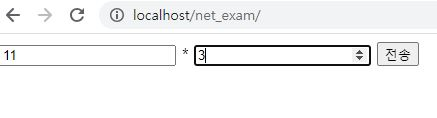 localhost/net_exam/
11 * 3 전송